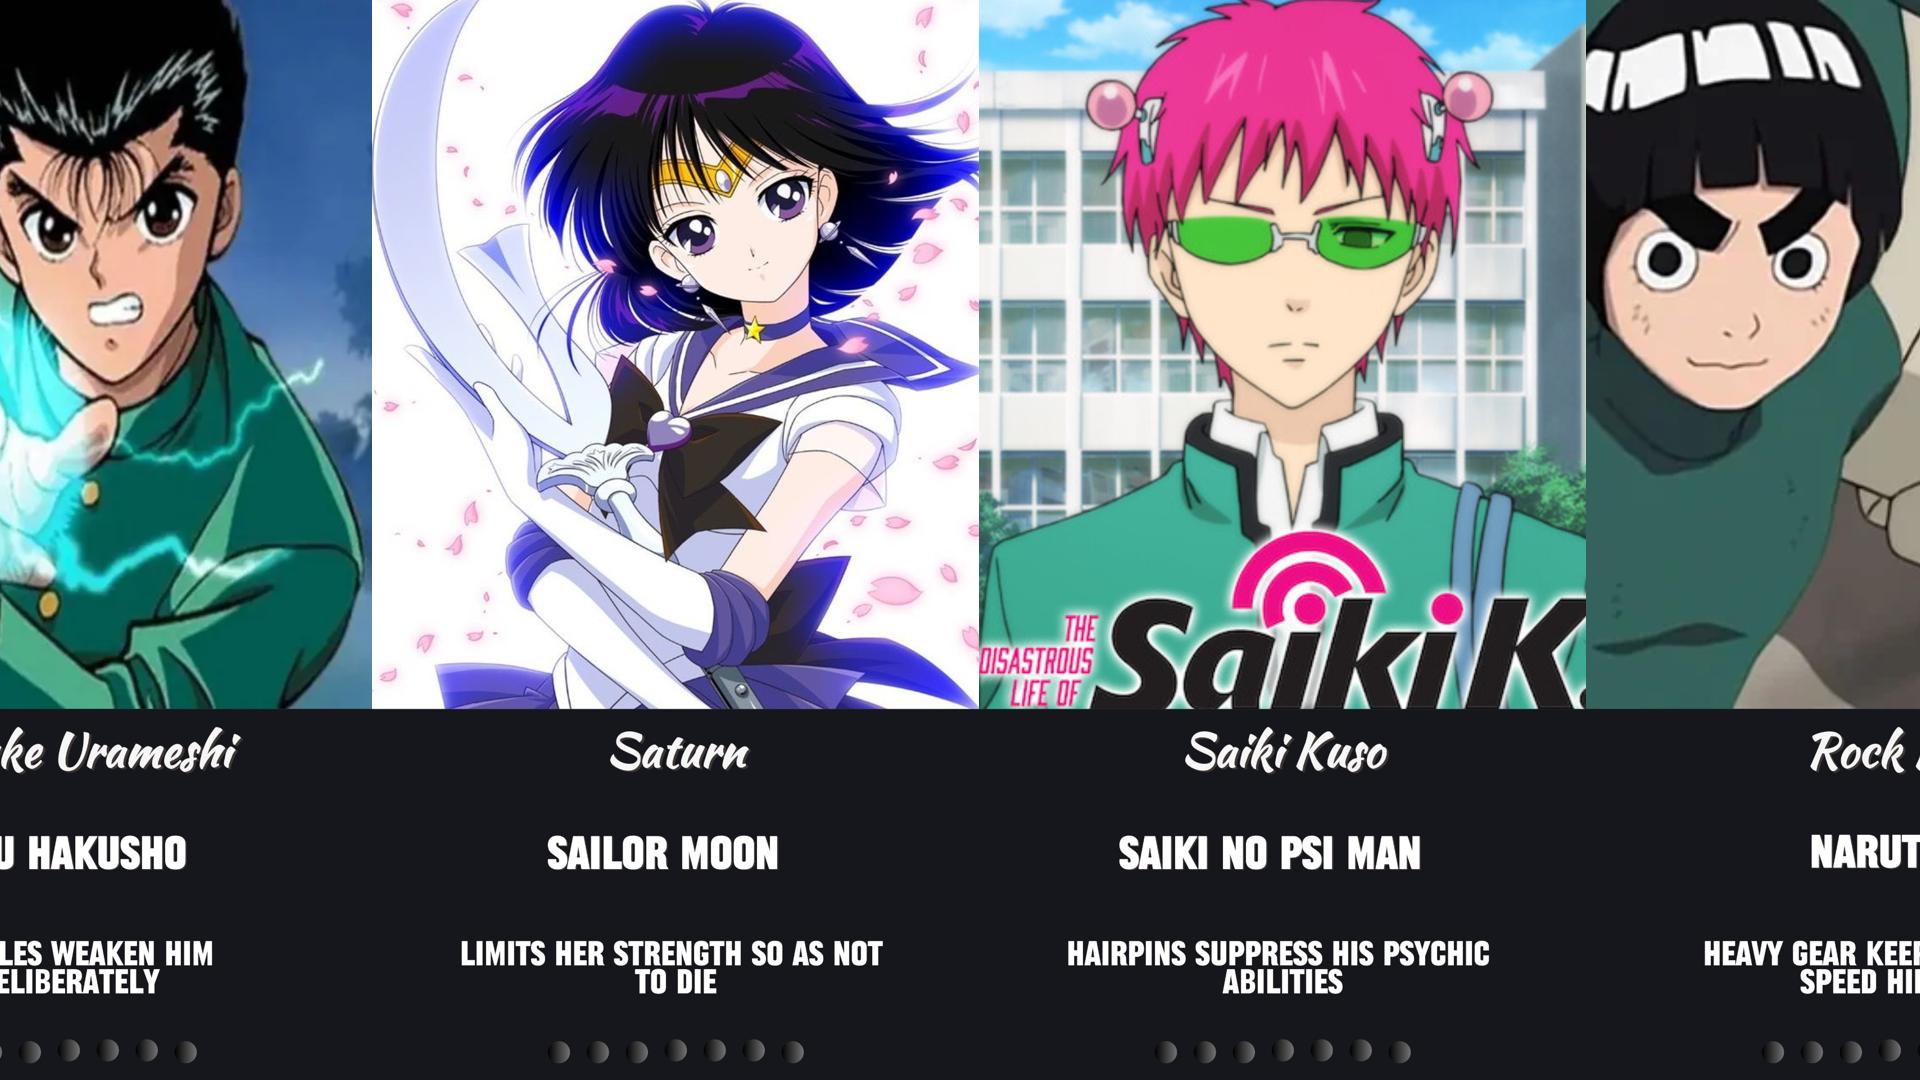 THE
DISASTROUS
LIFE OF
Saiki K.
ke Urameshi
U HAKUSHO
LES WEAKEN HIM
ELIBERATELY
Saturn
SAILOR MOON
LIMITS HER STRENGTH SO AS NOT
TO DIE
Saiki Kuso
SAIKI NO PSI MAN
HAIRPINS SUPPRESS HIS PSYCHIC
ABILITIES
Rock
NARUT
HEAVY GEAR KEE
SPEED HI